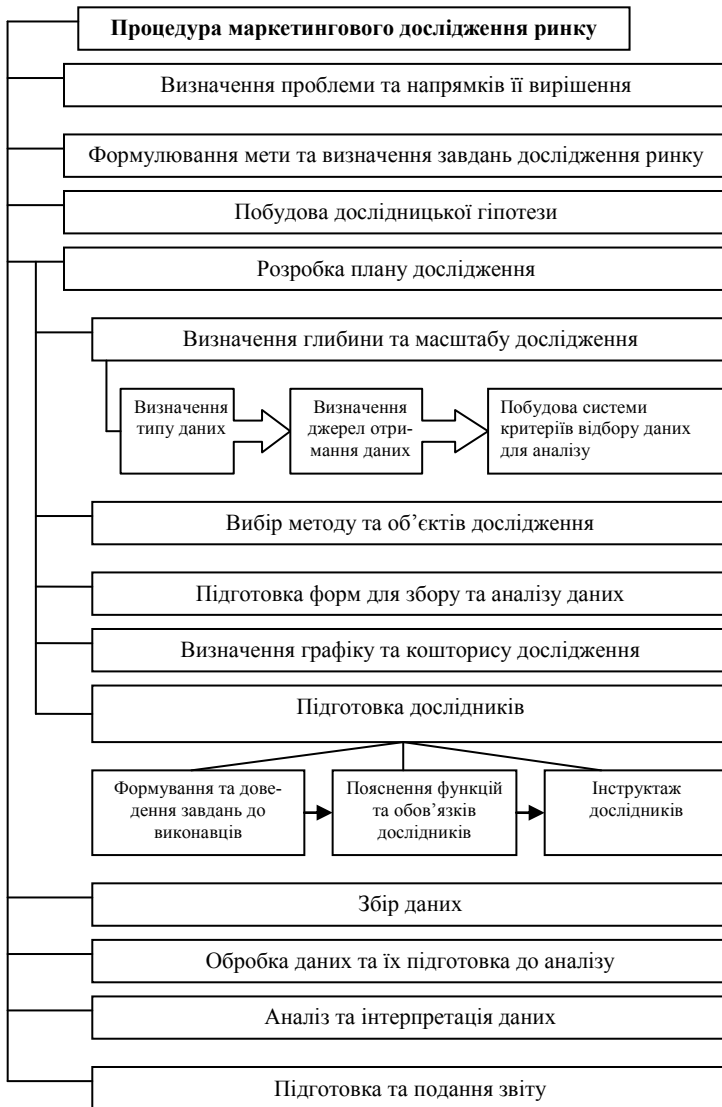 Процедура маркетингового дослідження ринку
Визначення проблеми та напрямків її вирішення
Формулювання мети та визначення завдань дослідження ринку
Побудова дослідницької гіпотези
Розробка плану дослідження
Визначення глибини та масштабу дослідження
Визначення
типу даних
Визначення
джерел отри-
мання даних
Побудова системи
критеріїв відбору даних
для аналізу
Вибір методу та об’єктів дослідження
Підготовка форм для збору та аналізу даних
Визначення графіку та кошторису дослідження
Підготовка дослідників
Формування та дове-
дення завдань до
виконавців
Пояснення функцій
та обов’язків
дослідників
Інструктаж
дослідників
Збір даних
Обробка даних та їх підготовка до аналізу
Аналіз та інтерпретація даних
Підготовка та подання звіту